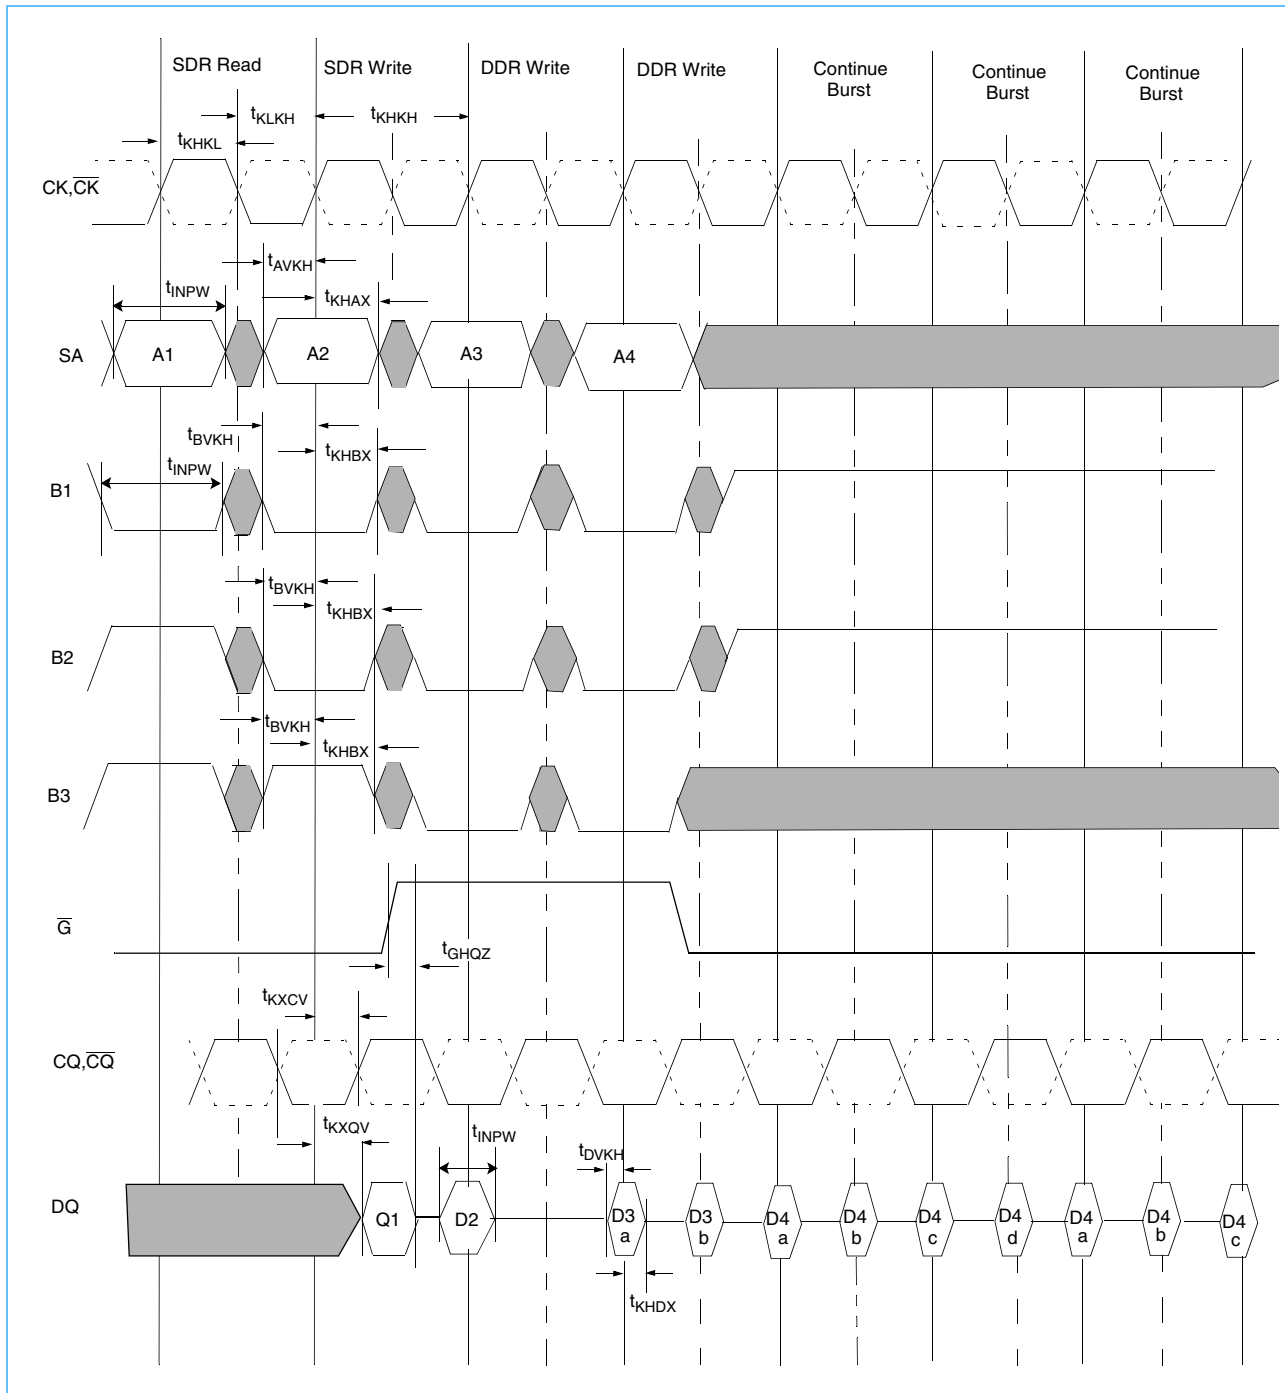 SDR Read
SDR Write
DDR Write
DDR Write
Continue
Burst
Continue
Burst
Continue
Burst
tKLKH
tKHKH
tKHKL
CK,C̅K̅
tAVKH
tINPW
tKHAX
SA
A1
A2
A3
A4
tBVKH
tKHBX
tINPW
B1
tBVKH
tKHBX
B2
tBVKH
tKHBX
B3
G̅
tGHQZ
tKXCV
CQ,C̅Q̅
tKXQV
tINPW
tDVKH
DQ
Q1
D2
D3
a
D3
b
D4
a
D4
b
D4
c
D4
d
D4
a
D4
b
D4
c
tKHDX